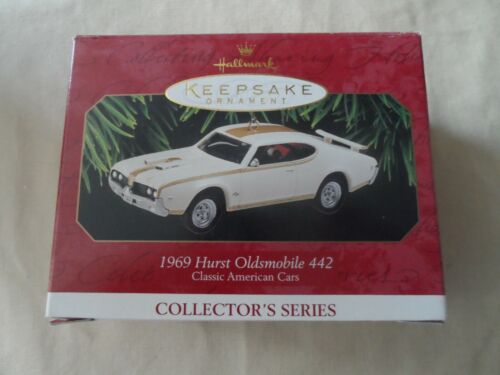 Hallmark
KEEPSAKE
ORNAMENT
1969 Hurst Oldsmobile 442
Classic American Cars
COLLECTOR'S SERIES